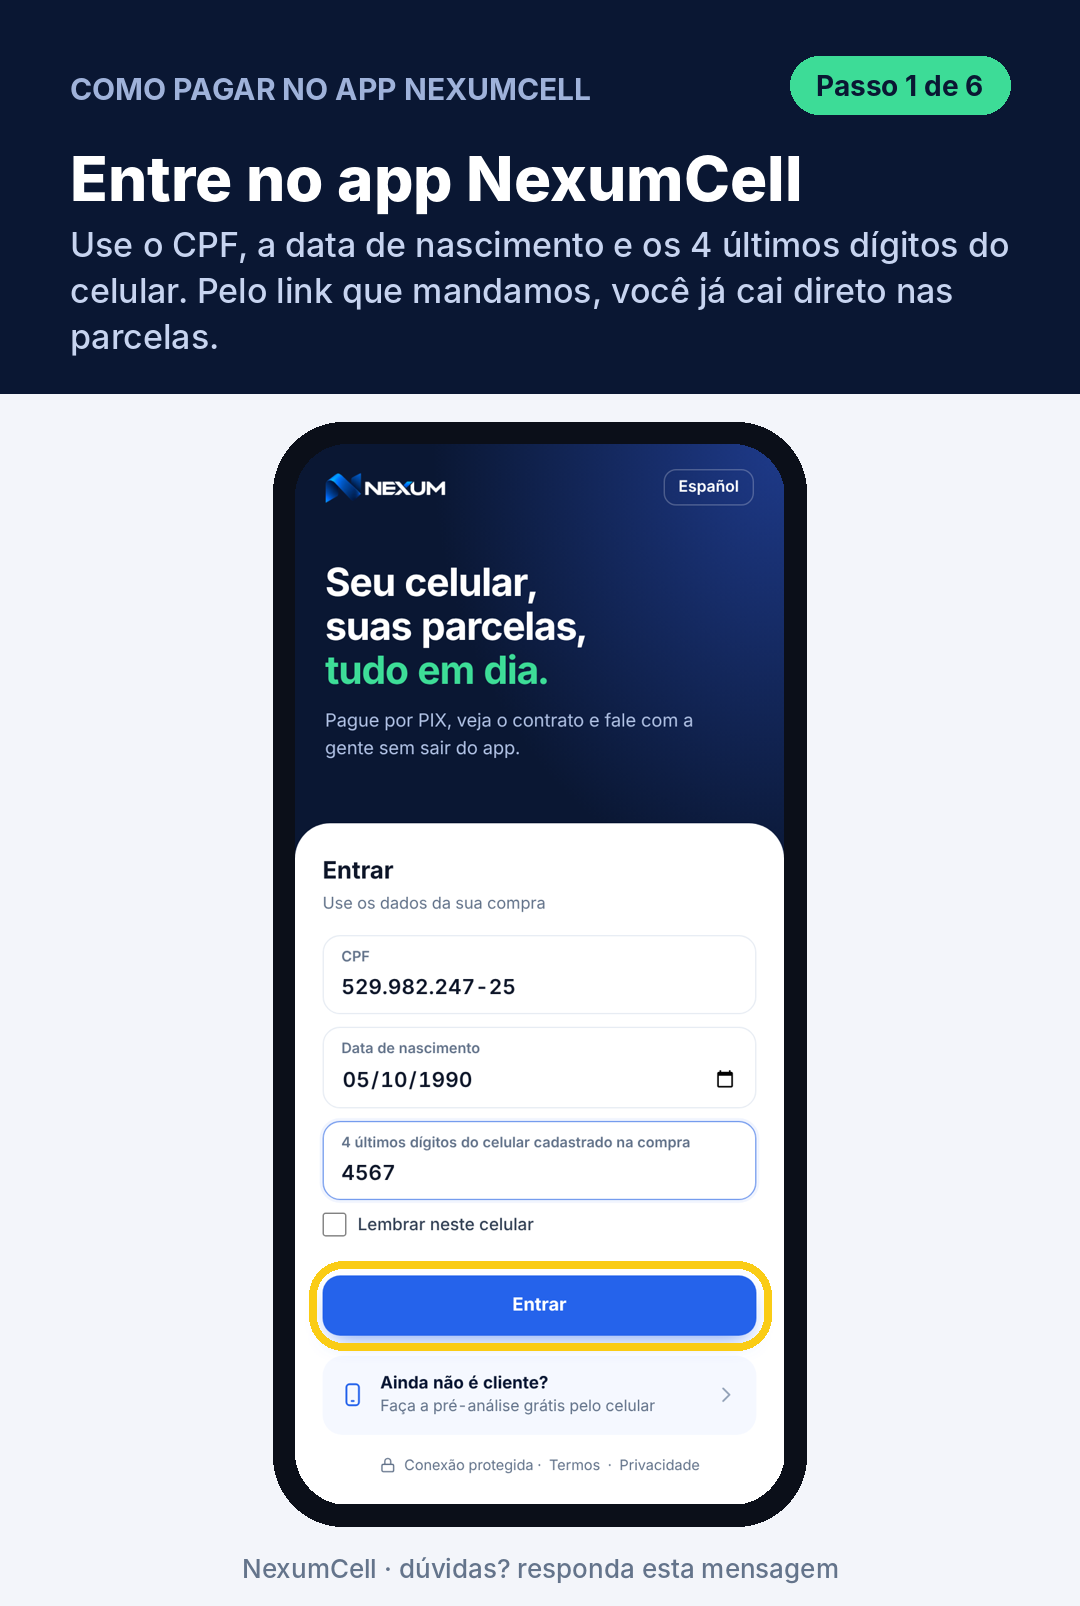 COMO PAGAR NO APP NEXUMCELL
Passo 1 de 6
Entre no app NexumCell
Use o CPF, a data de nascimento e os 4 últimos dígitos do
celular. Pelo link que mandamos, você já cai direto nas
parcelas.
NEXUM
Español
Seu celular,
suas parcelas,
tudo em dia.
Pague por PIX, veja o contrato e fale com a
gente sem sair do app.
Entrar
Use os dados da sua compra
CPF
529.982.247-25
Data de nascimento
05/10/1990
4 últimos dígitos do celular cadastrado na compra
4567
Lembrar neste celular
Entrar
Ainda não é cliente?
Faça a pré-análise grátis pelo celular
Conexão protegida · Termos · Privacidade
NexumCell · dúvidas? responda esta mensagem